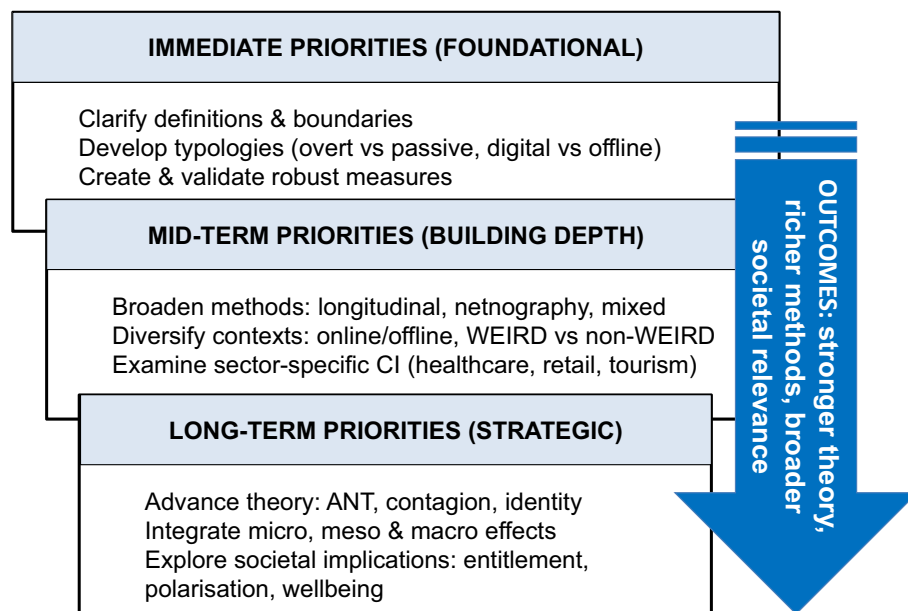 IMMEDIATE PRIORITIES (FOUNDATIONAL)
Clarify definitions & boundaries
Develop typologies (overt vs passive, digital vs offline)
Create & validate robust measures
MID-TERM PRIORITIES (BUILDING DEPTH)
Broaden methods: longitudinal, netnography, mixed
Diversify contexts: online/offline, WEIRD vs non-WEIRD
Examine sector-specific CI (healthcare, retail, tourism)
LONG-TERM PRIORITIES (STRATEGIC)
Advance theory: ANT, contagion, identity
Integrate micro, meso & macro effects
Explore societal implications: entitlement,
polarisation, wellbeing
OUTCOMES: stronger theory,
richer methods, broader
societal relevance